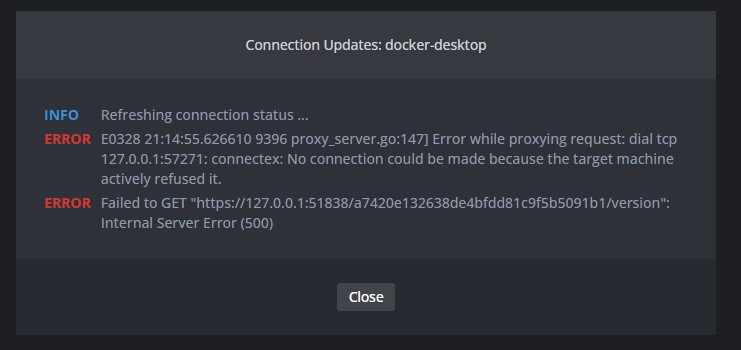 Connection Updates: docker-desktop
INFO Refreshing connection status ...
ERROR E0328 21:14:55.626610 9396 proxy_server.go:147] Error while proxying request: dial tcp
127.0.0.1:57271: connectex: No connection could be made because the target machine
actively refused it.
ERROR Failed to GET "https://127.0.0.1:51838/a7420e132638de4bfdd81c9f5b5091b1/version":
Internal Server Error (500)
Close